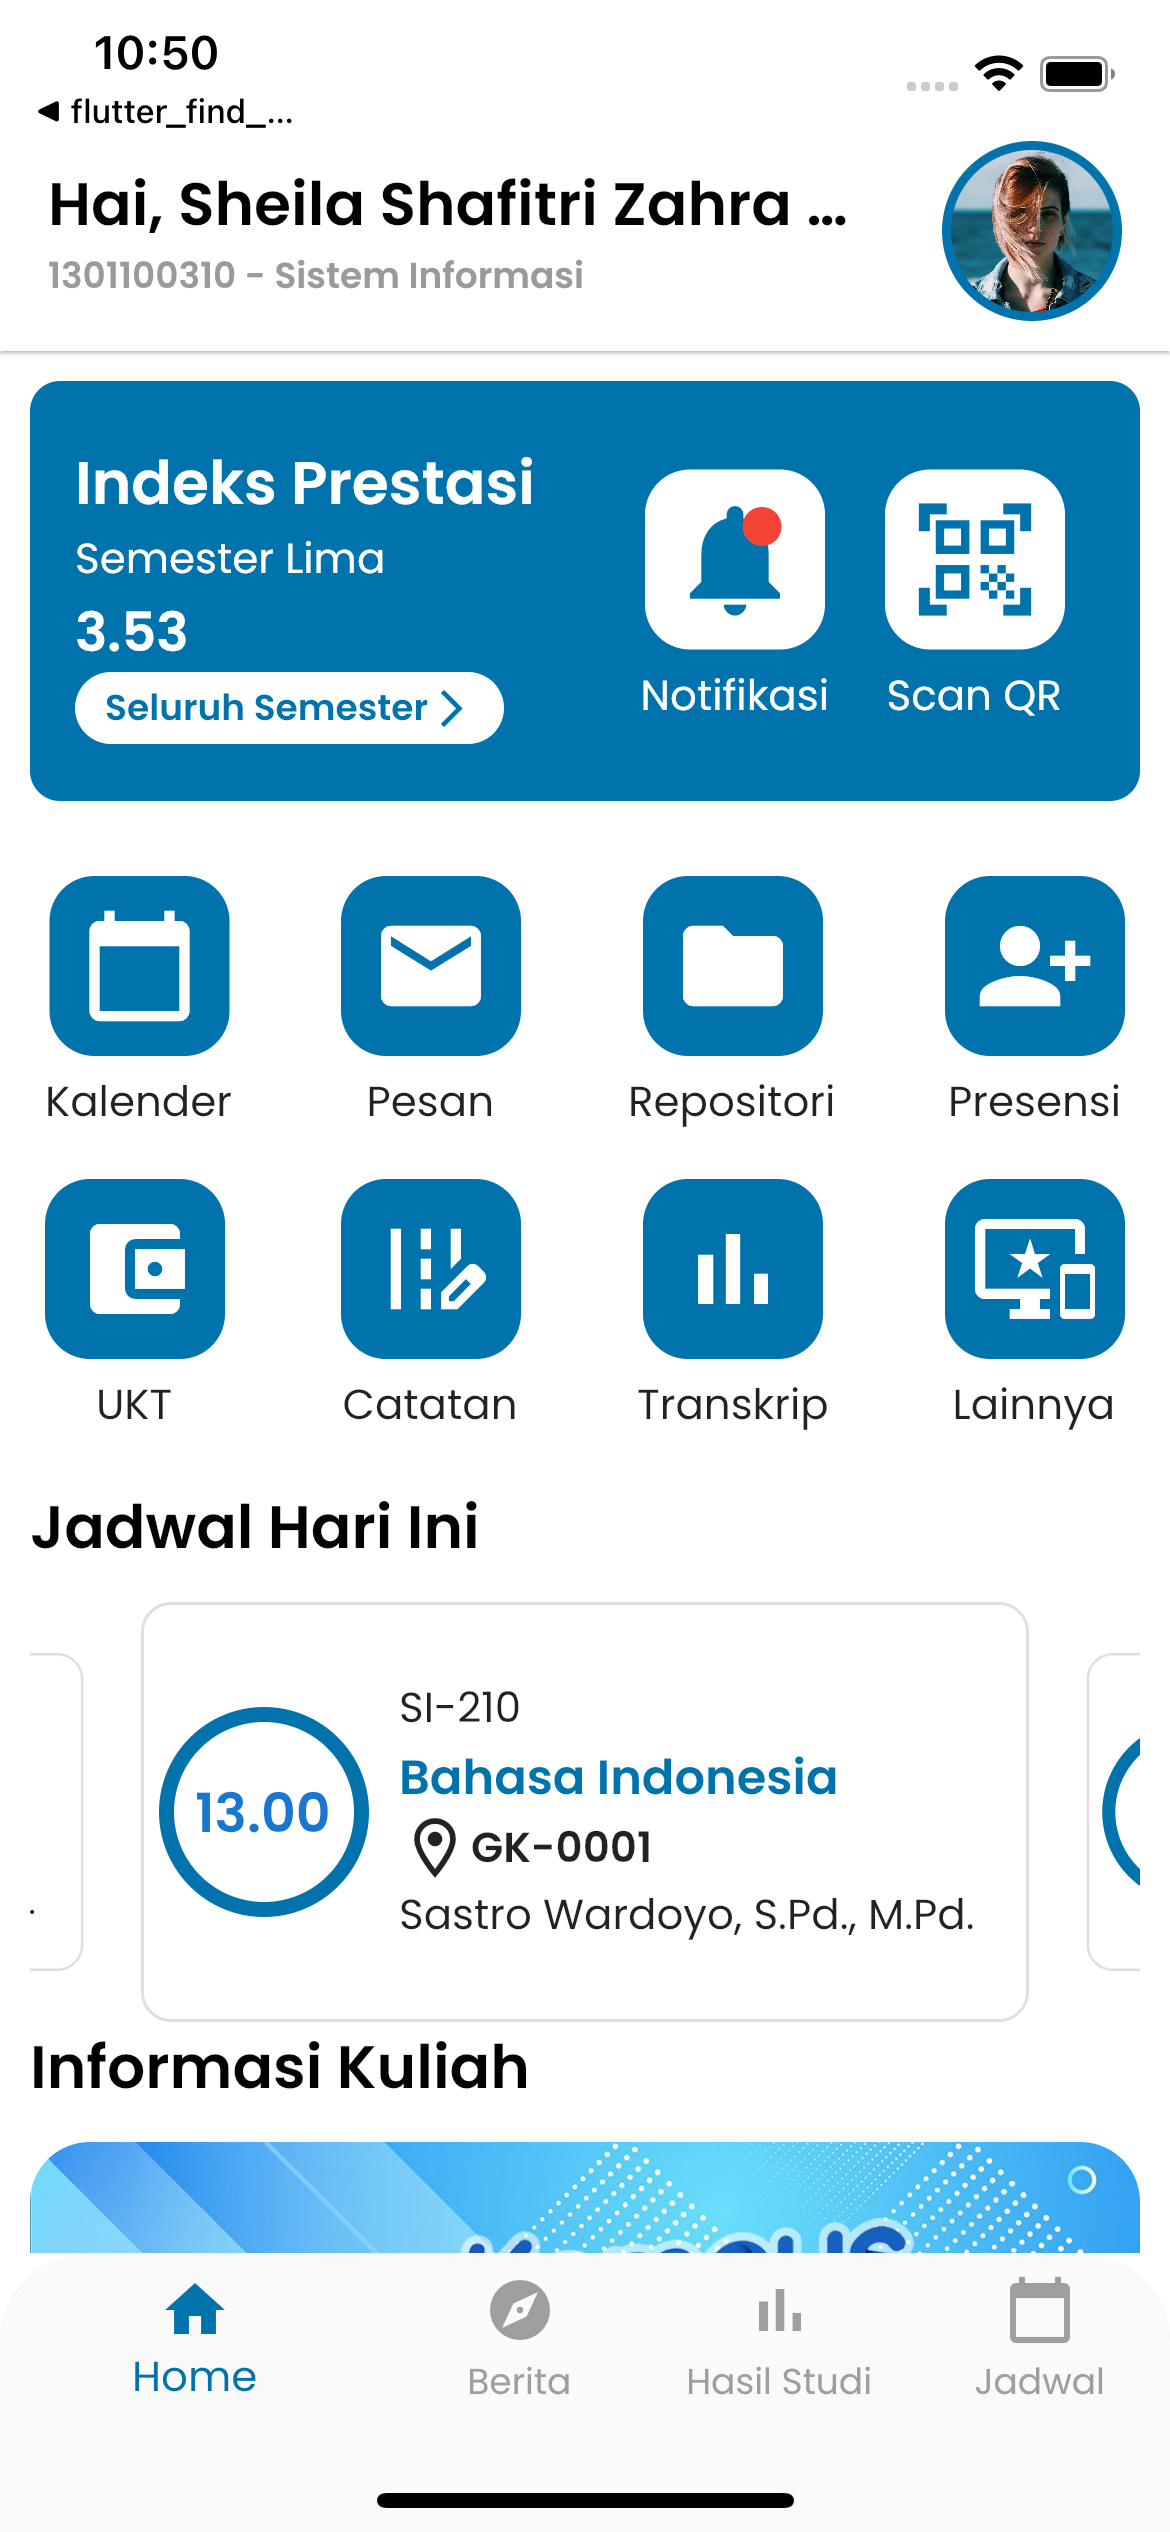 10:50
flutter_find_...
Hai, Sheila Shafitri Zahra ...
1301100310 - Sistem Informasi
Indeks Prestasi
Semester Lima
3.53
Seluruh Semester
Notifikasi
Scan QR
Kalender
Pesan
Repositori
Presensi
UKT
Catatan
Transkrip
Lainnya
Jadwal Hari Ini
SI-210
13.00
Bahasa Indonesia
GK-0001
Sastro Wardoyo, S.Pd., M.Pd.
Informasi Kuliah
Home
Berita
Hasil Studi
Jadwal